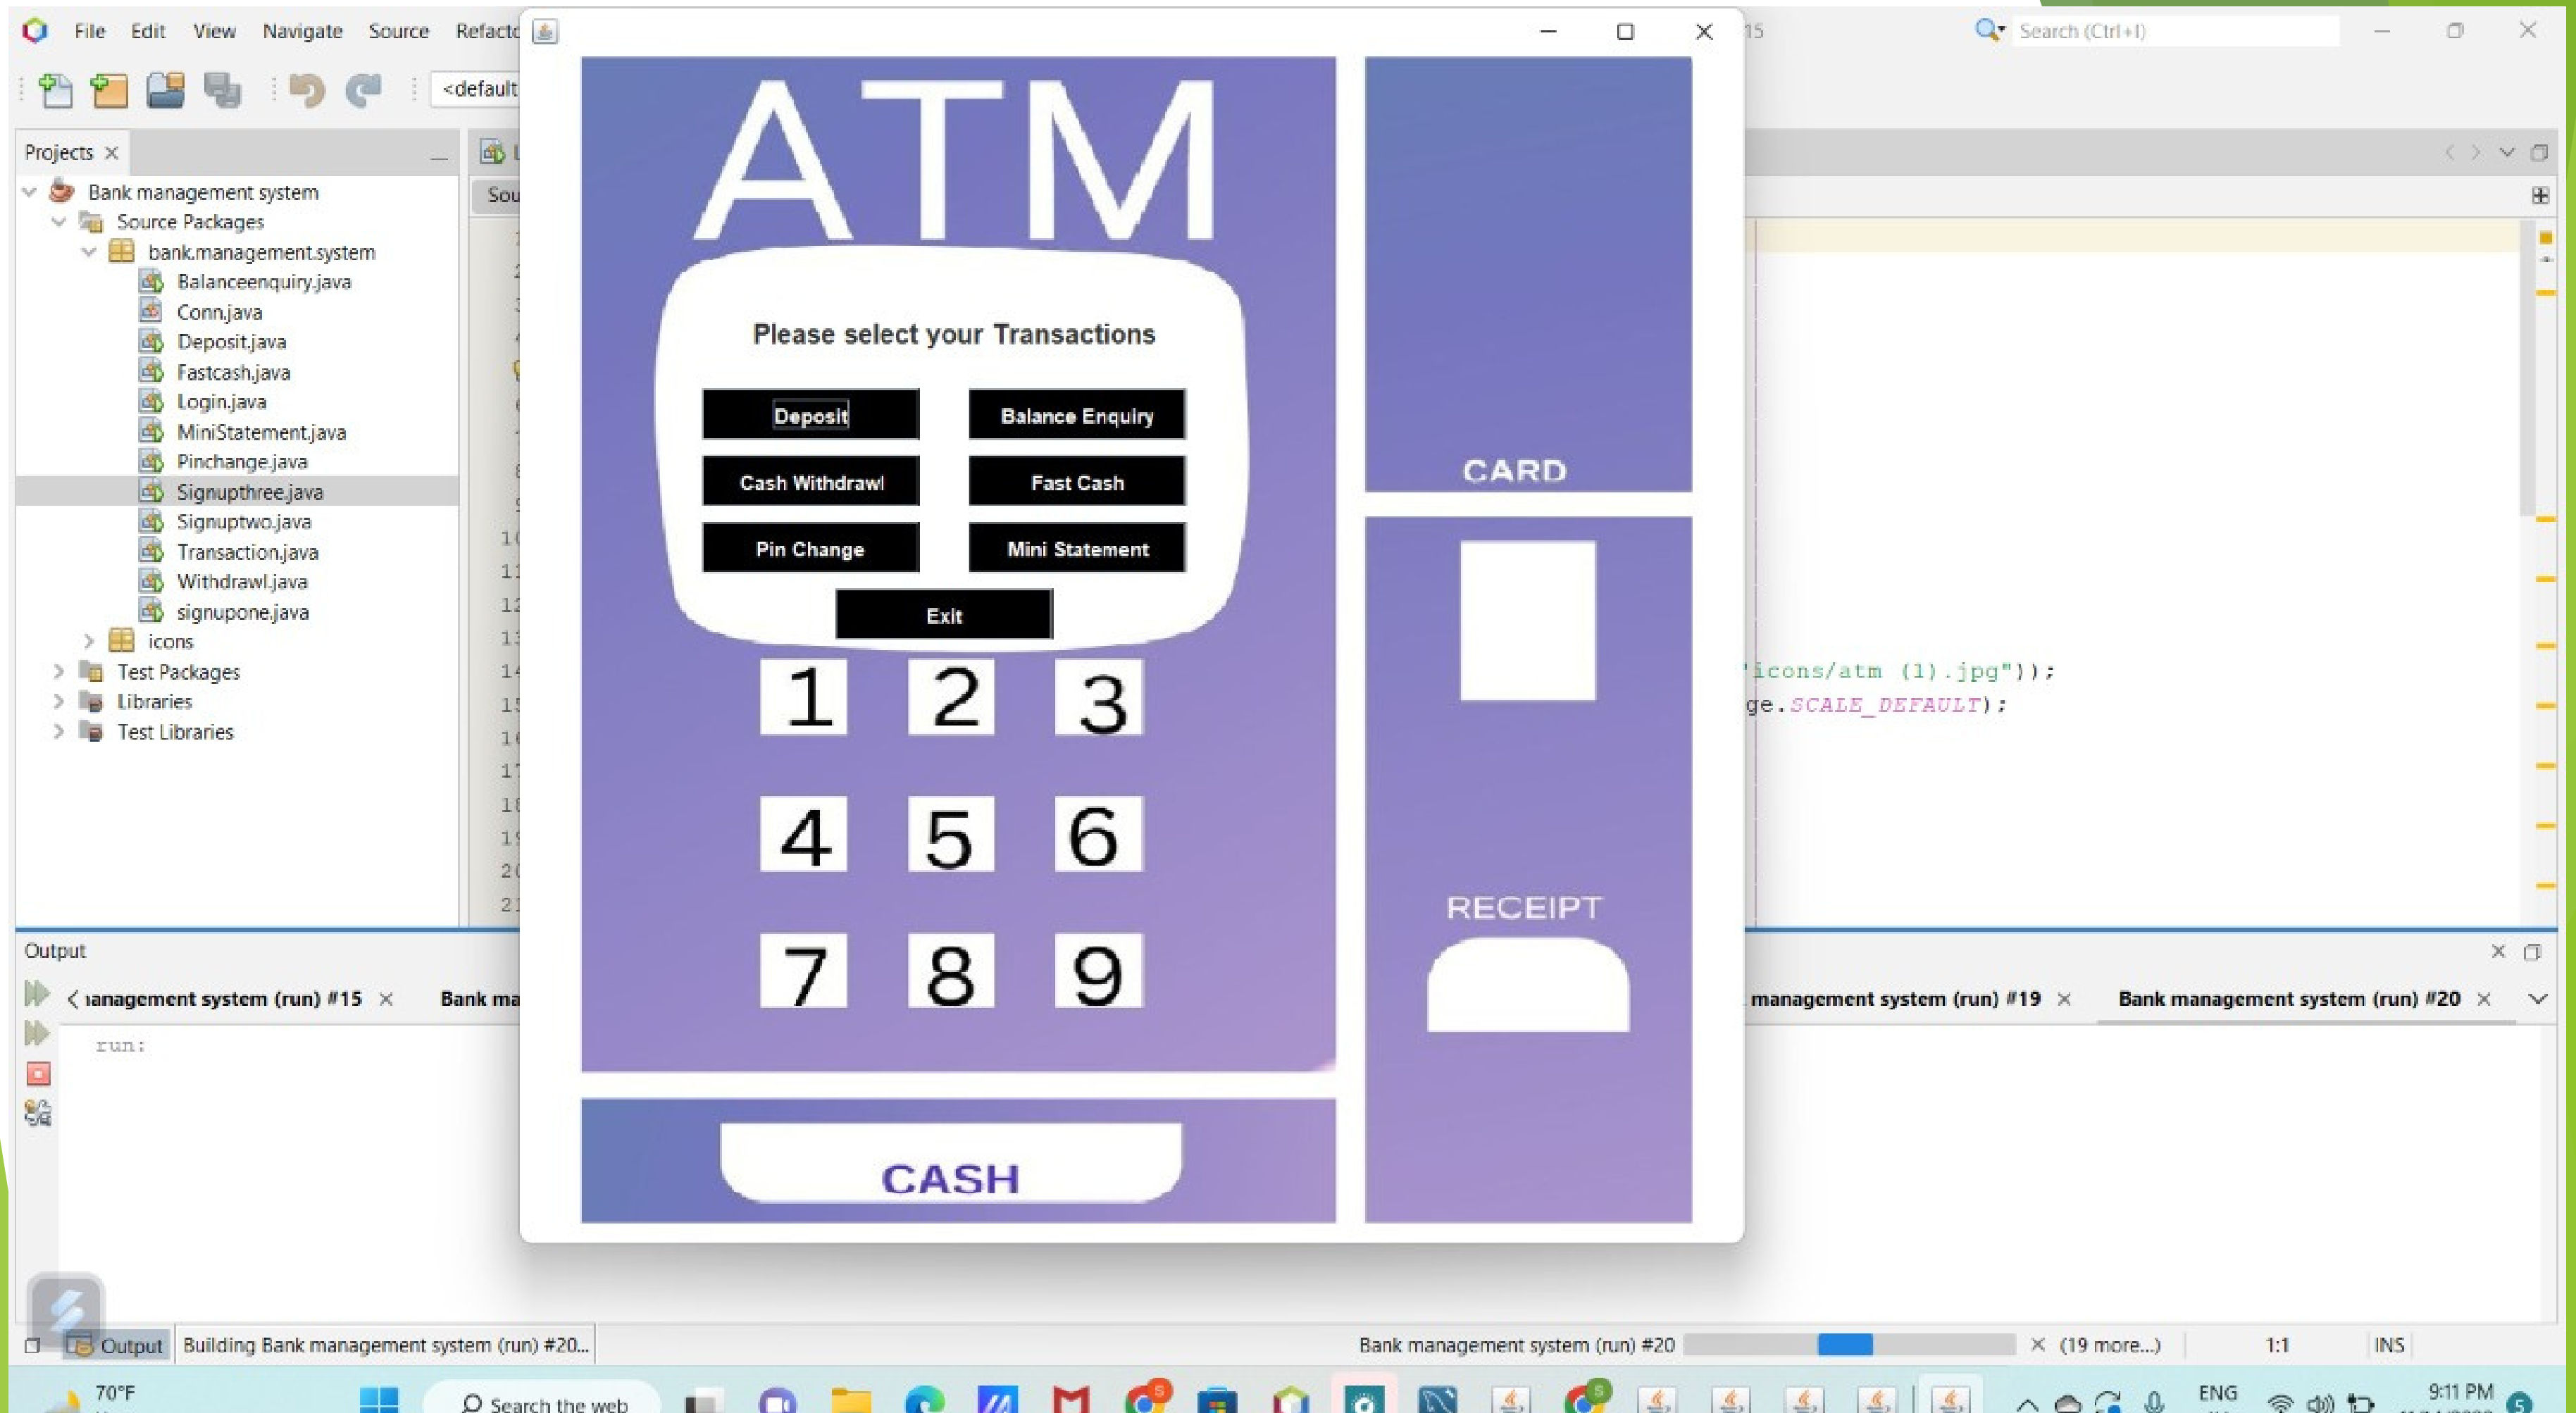 File Edit View Navigate Source
15
Search (Ctrl+I)
<default
Projects
Bank management system
Source Packages
bank.management.system
Balanceenquiry.java
Conn.java
Deposit.java
Fastcash.java
Login.java
MiniStatement.java
Pinchange.java
Signupthree.java
Signuptwo.java
Transaction.java
Withdrawl.java
signupone.java
icons
Test Packages
Libraries
Test Libraries
ATM
Please select your Transactions
Deposit Balance Enquiry
Cash Withdrawl Fast Cash
Pin Change Mini Statement
Exit
1 2 3
4 5 6
7 8 9
CASH
CARD
RECEIPT
"icons/atm (1).jpg"));
ge.SCALE_DEFAULT);
Output
management system (run) #15 Bank management system (run) #19 Bank management system (run) #20
run:
Output Building Bank management system (run) #20... Bank management system (run) #20 (19 more...) 1:1 INS
70°F
Search the web
ENG
9:11 PM
5